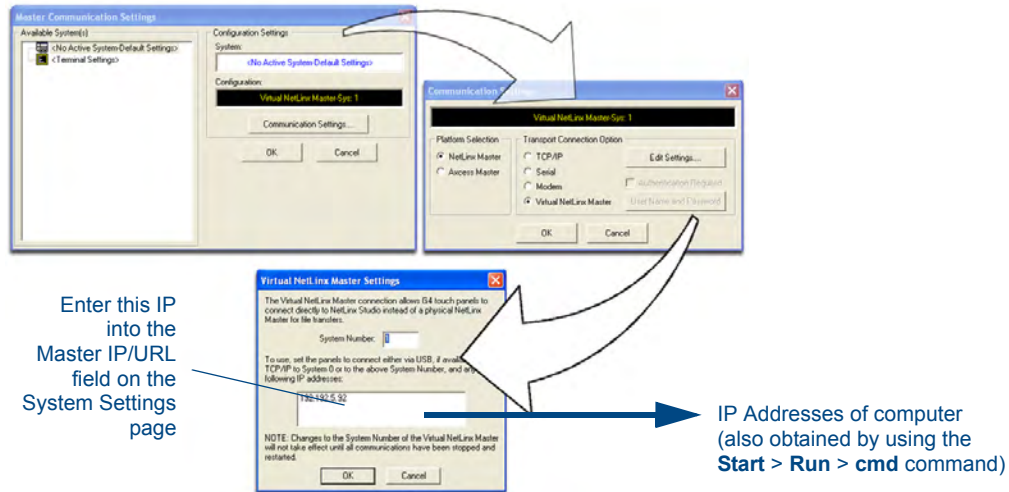 Master Communication Settings
Available System(s)
<No Active System-Default Settings>
<Terminal Settings>
Configuration Settings
System:
<No Active System-Default Settings>
Configuration:
Virtual NetLinx Master-Sys: 1
Communication Settings...
OK Cancel
Communication
Virtual NetLinx Master-Sys: 1
Platform Selection
NetLinx Master
Axcess Master
Transport Connection Option
TCP/IP
Serial
Modem
Virtual NetLinx Master
Edit Settings...
Authentication Required
User Name and Password
OK Cancel
Virtual NetLinx Master Settings
The Virtual NetLinx Master connection allows G4 touch panels to
connect directly to NetLinx Studio instead of a physical NetLinx
Master for file transfers.
System Number: 1
To use, set the panels to connect either via USB, if
TCP/IP to System 0 or to the above System Number, and
following IP addresses:
192.192.5.92
NOTE: Changes to the System Number of the Virtual NetLinx Master
will not take effect until all communications have been stopped and
restarted.
OK Cancel
Enter this IP
into the
Master IP/URL
field on the
System Settings
page
IP Addresses of computer
(also obtained by using the
Start > Run > cmd command)